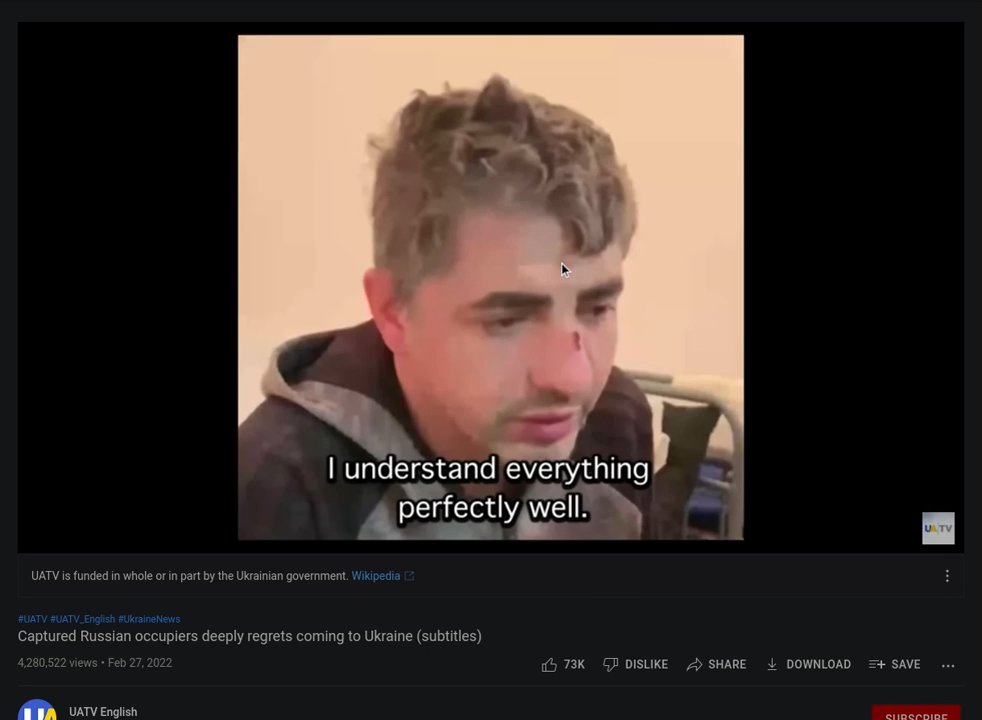 I understand everything
perfectly well.
UATV
UATV is funded in whole or in part by the Ukrainian government. Wikipedia
#UATV #UATV_English #UkraineNews
Captured Russian occupiers deeply regrets coming to Ukraine (subtitles)
4,280,522 views • Feb 27, 2022
73K DISLIKE SHARE DOWNLOAD SAVE
UA
UATV English
SUBSCRIBE